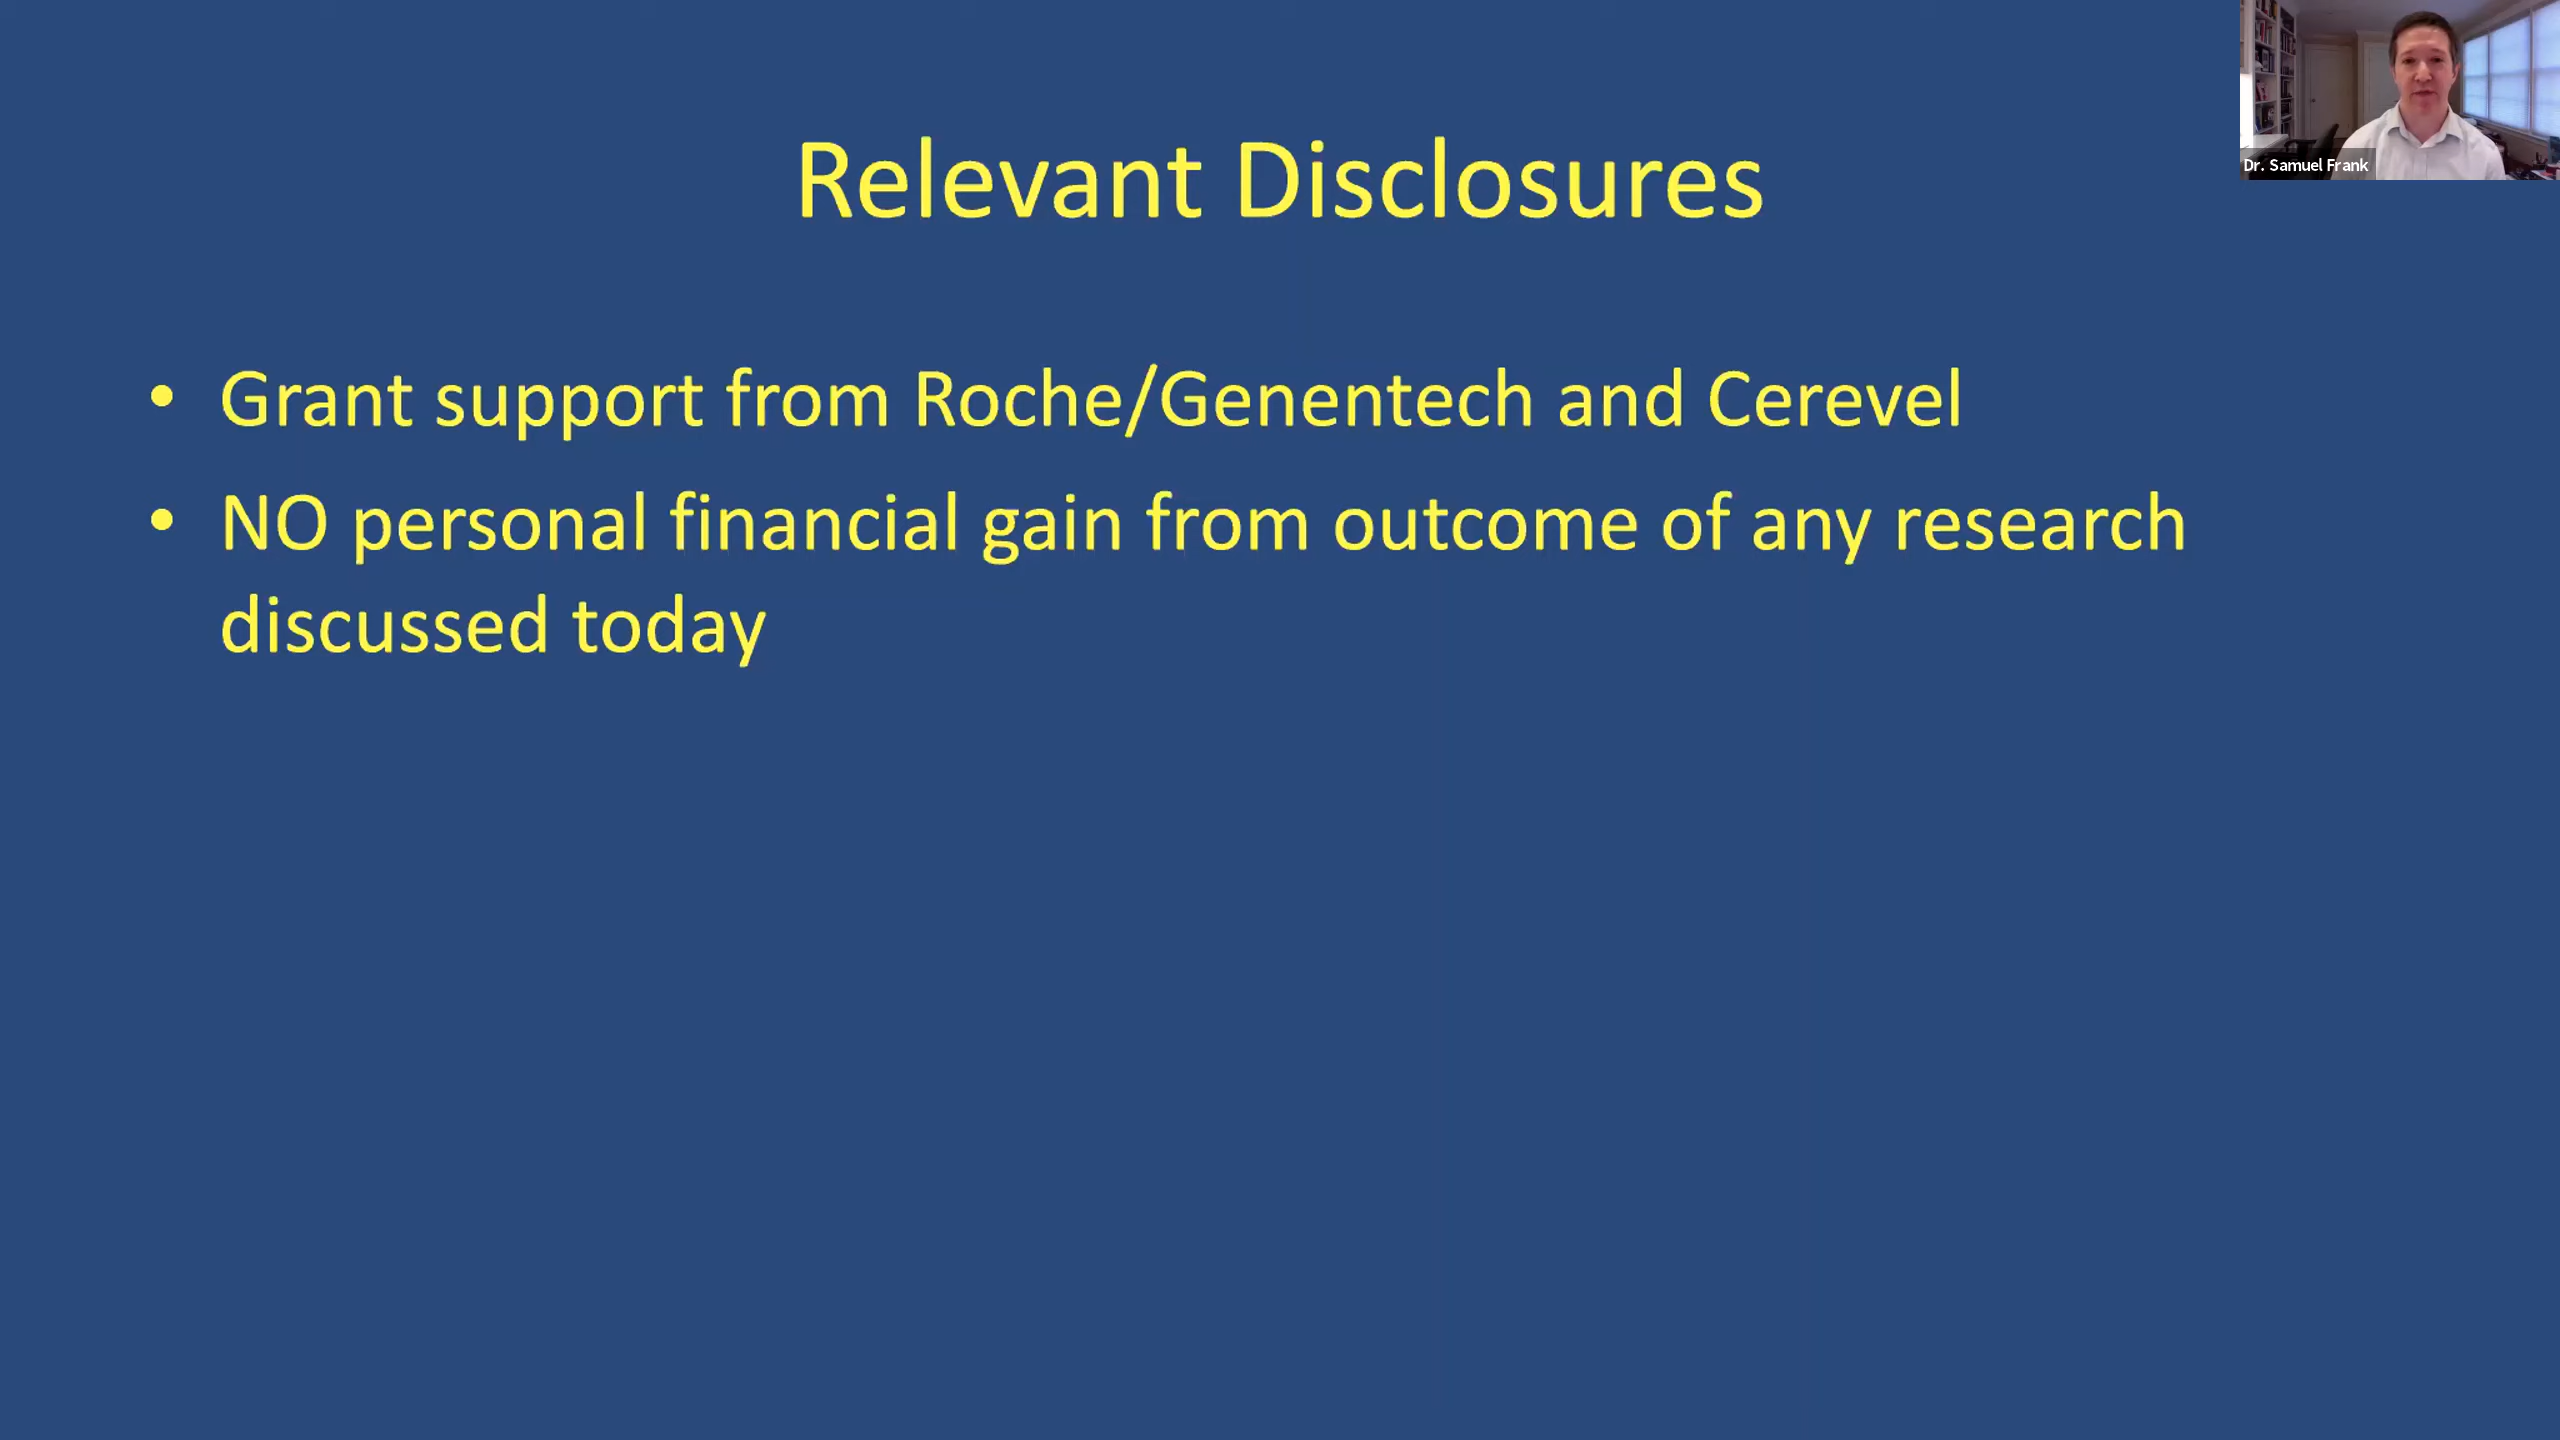 Relevant Disclosures
Dr. Samuel Frank
• Grant support from Roche/Genentech and Cerevel
• NO personal financial gain from outcome of any research
discussed today